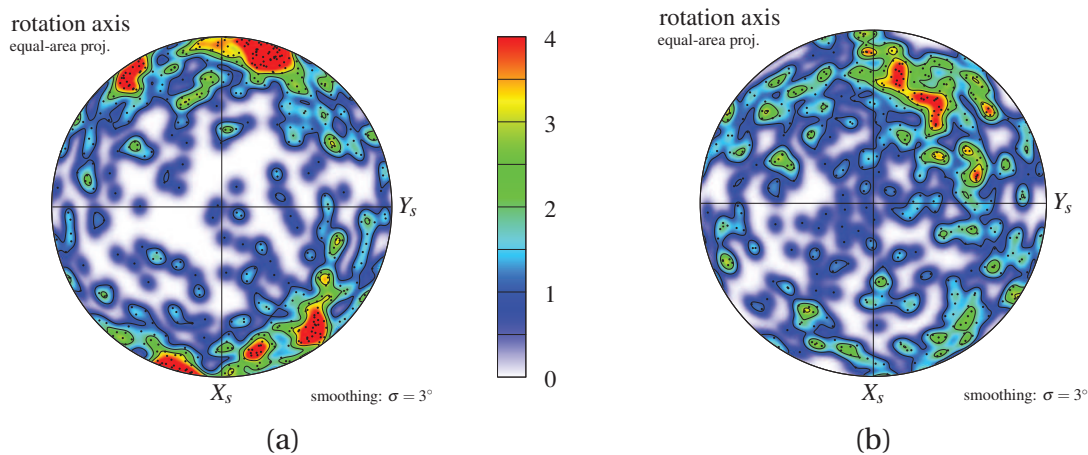 rotation axis
equal-area proj.
Y_s
X_s
smoothing: σ = 3°
(a)
4
3
2
1
0
rotation axis
equal-area proj.
Y_s
X_s
smoothing: σ = 3°
(b)